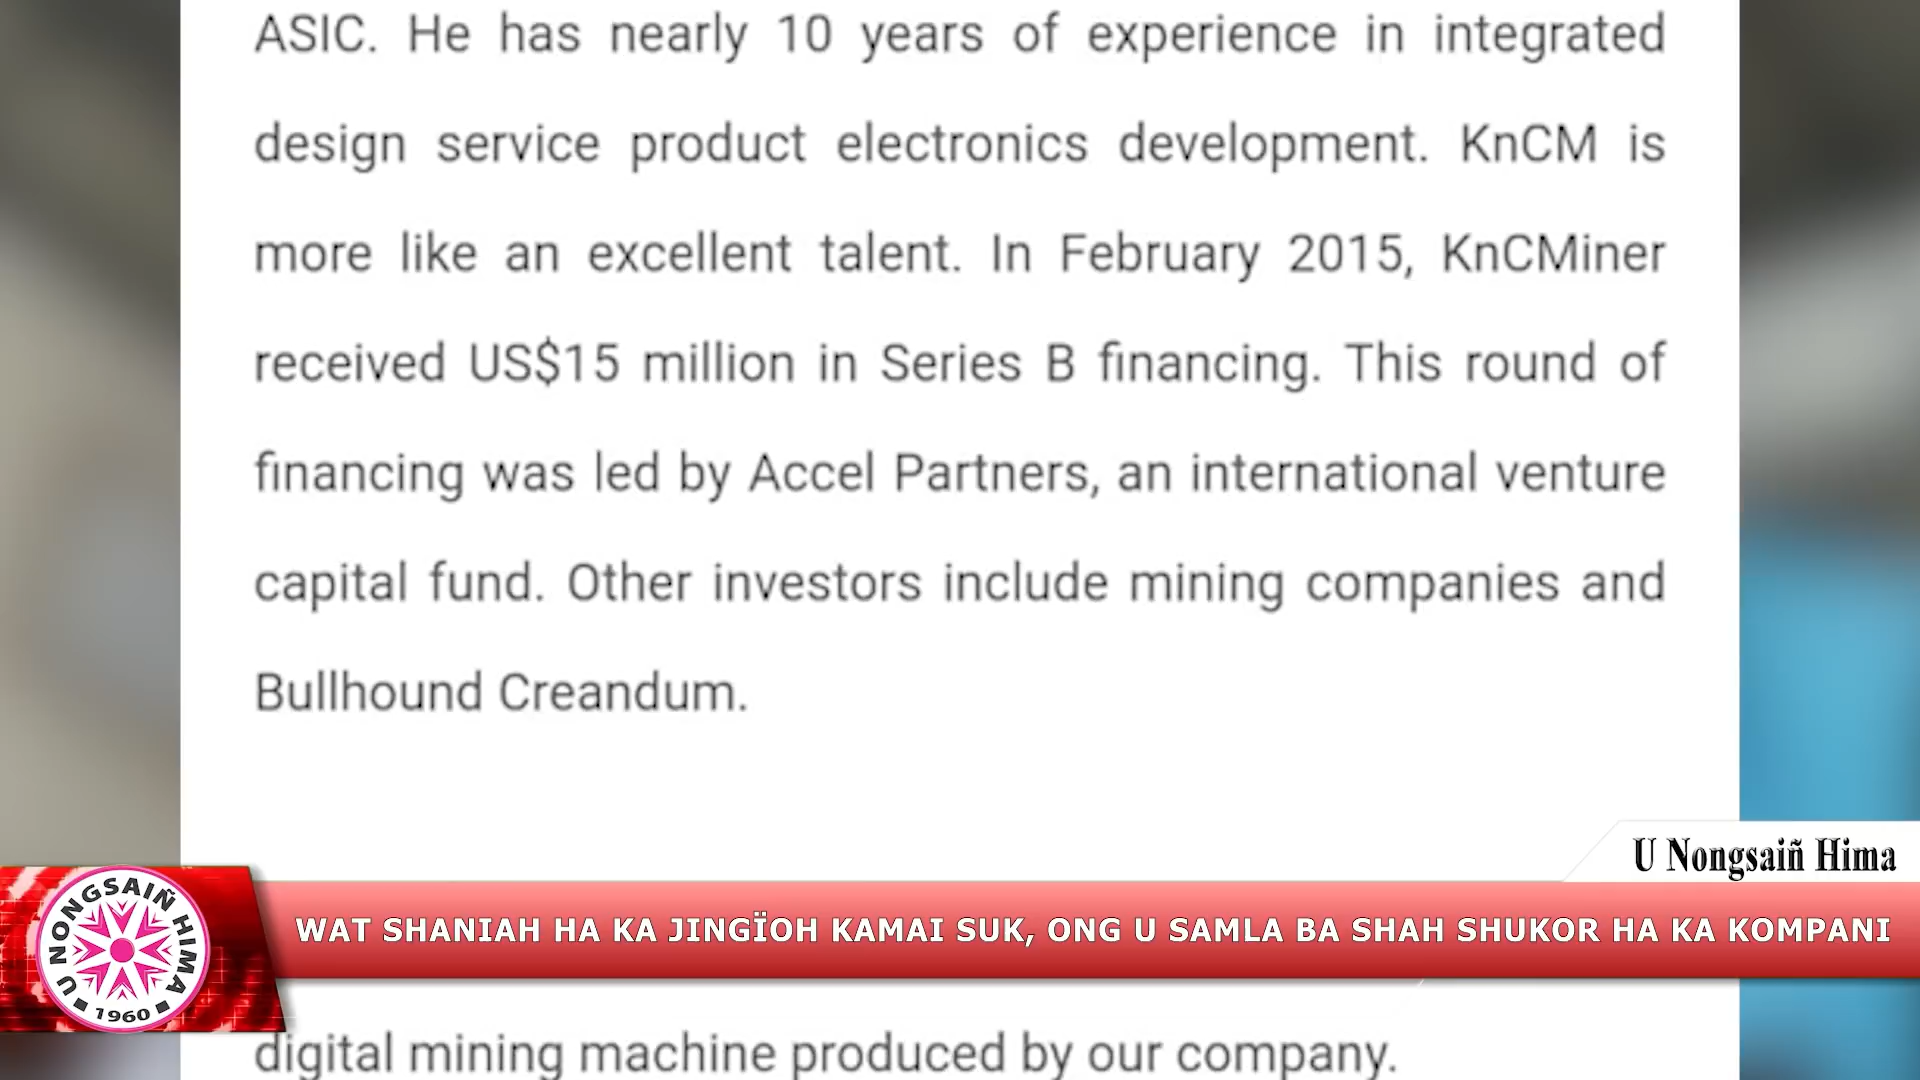 ASIC. He has nearly 10 years of experience in integrated
design service product electronics development. KnCM is
more like an excellent talent. In February 2015, KnCMiner
received US$15 million in Series B financing. This round of
financing was led by Accel Partners, an international venture
capital fund. Other investors include mining companies and
Bullhound Creandum.
U Nongsaiñ Hima
WAT SHANIAH HA KA JINGÏOH KAMAI SUK, ONG U SAMLA BA SHAH SHUKOR HA KA KOMPANI
U NONGSAIÑ HIMA
1960
digital mining machine produced by our company.